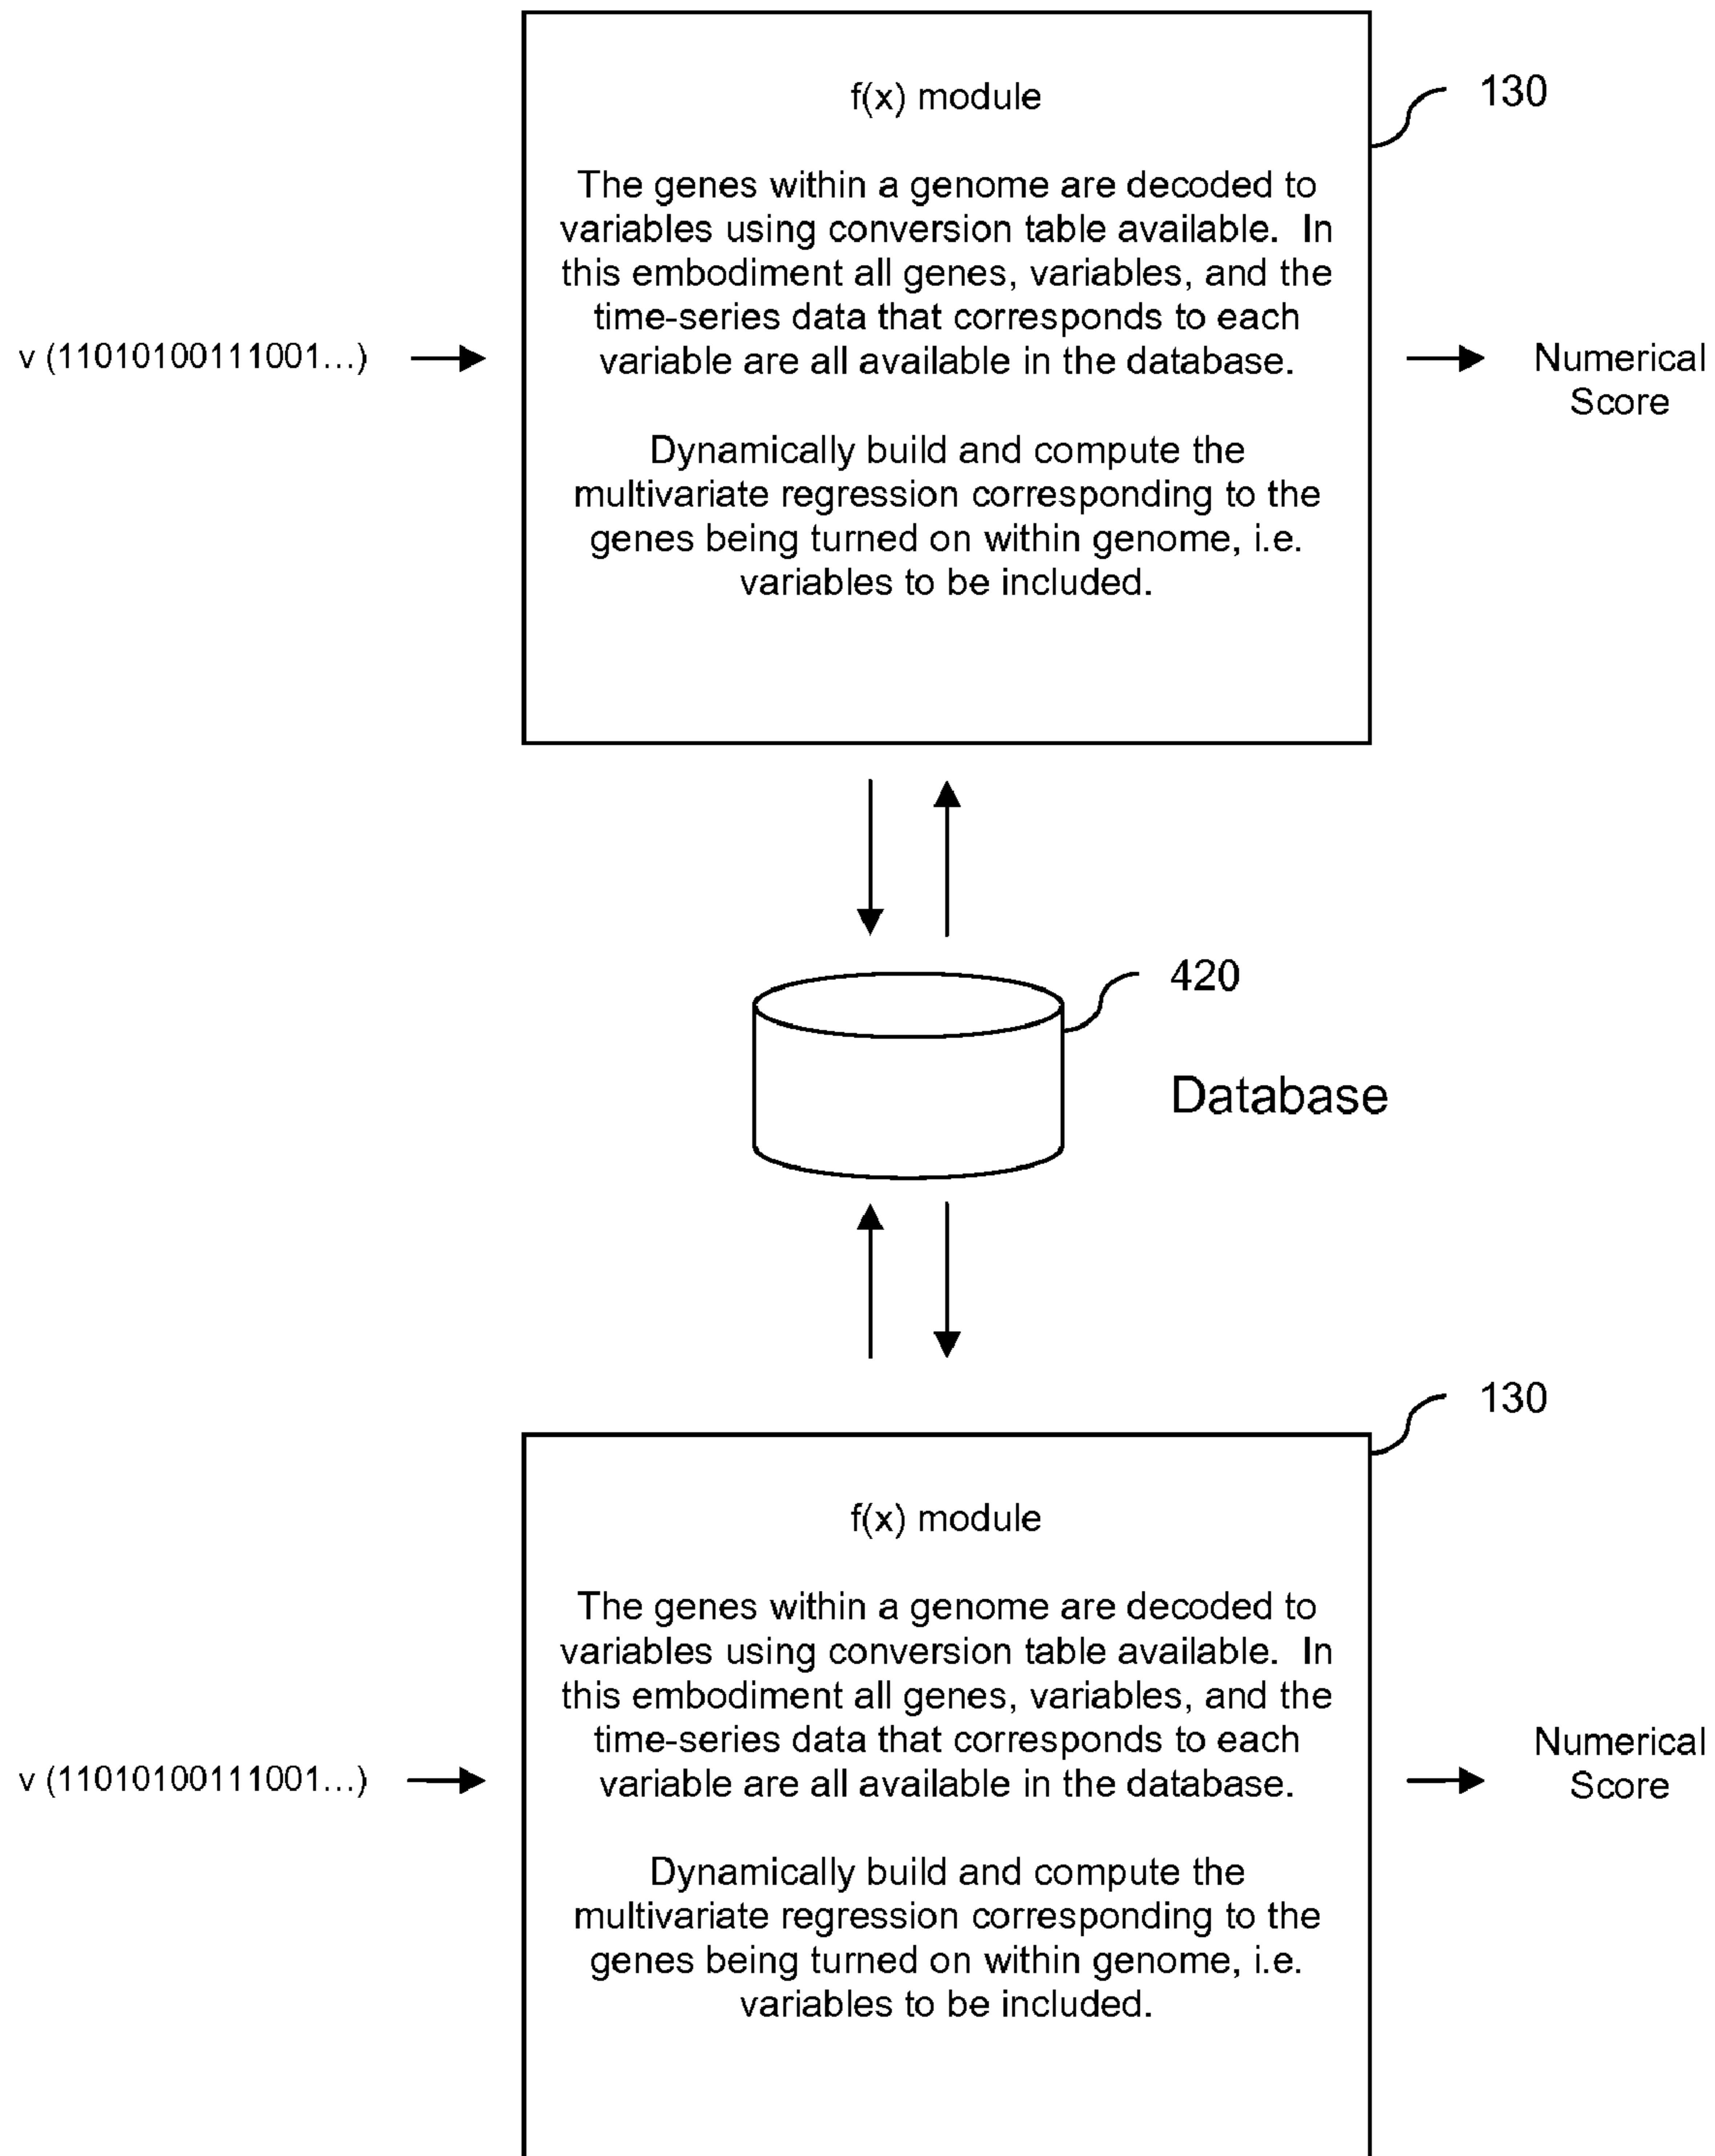 f(x) module
130
The genes within a genome are decoded to
variables using conversion table available. In
this embodiment all genes, variables, and the
time-series data that corresponds to each
variable are all available in the database.
v (11010100111001...)
Numerical
Score
Dynamically build and compute the
multivariate regression corresponding to the
genes being turned on within genome, i.e.
variables to be included.
420
Database
130
f(x) module
The genes within a genome are decoded to
variables using conversion table available. In
this embodiment all genes, variables, and the
time-series data that corresponds to each
variable are all available in the database.
v (11010100111001...)
Numerical
Score
Dynamically build and compute the
multivariate regression corresponding to the
genes being turned on within genome, i.e.
variables to be included.